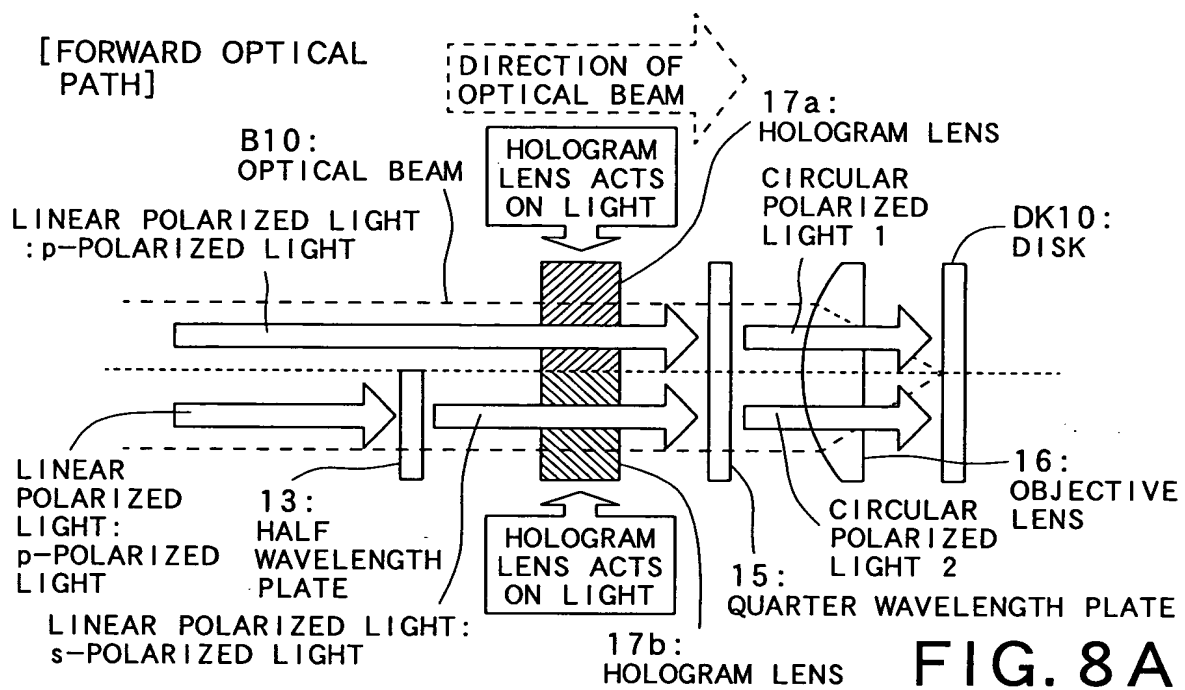 [FORWARD OPTICAL
PATH]
DIRECTION OF
OPTICAL BEAM
17a:
HOLOGRAM LENS
B10:
OPTICAL BEAM
HOLOGRAM
LENS ACTS
ON LIGHT
CIRCULAR
POLARIZED
LIGHT 1
DK10:
DISK
LINEAR POLARIZED LIGHT
:p-POLARIZED LIGHT
LINEAR
POLARIZED
LIGHT:
p-POLARIZED
LIGHT
13:
HALF
WAVELENGTH
PLATE
LINEAR POLARIZED LIGHT:
s-POLARIZED LIGHT
HOLOGRAM
LENS ACTS
ON LIGHT
17b:
HOLOGRAM LENS
15:
QUARTER WAVELENGTH PLATE
CIRCULAR
POLARIZED
LIGHT 2
16:
OBJECTIVE
LENS
FIG. 8A